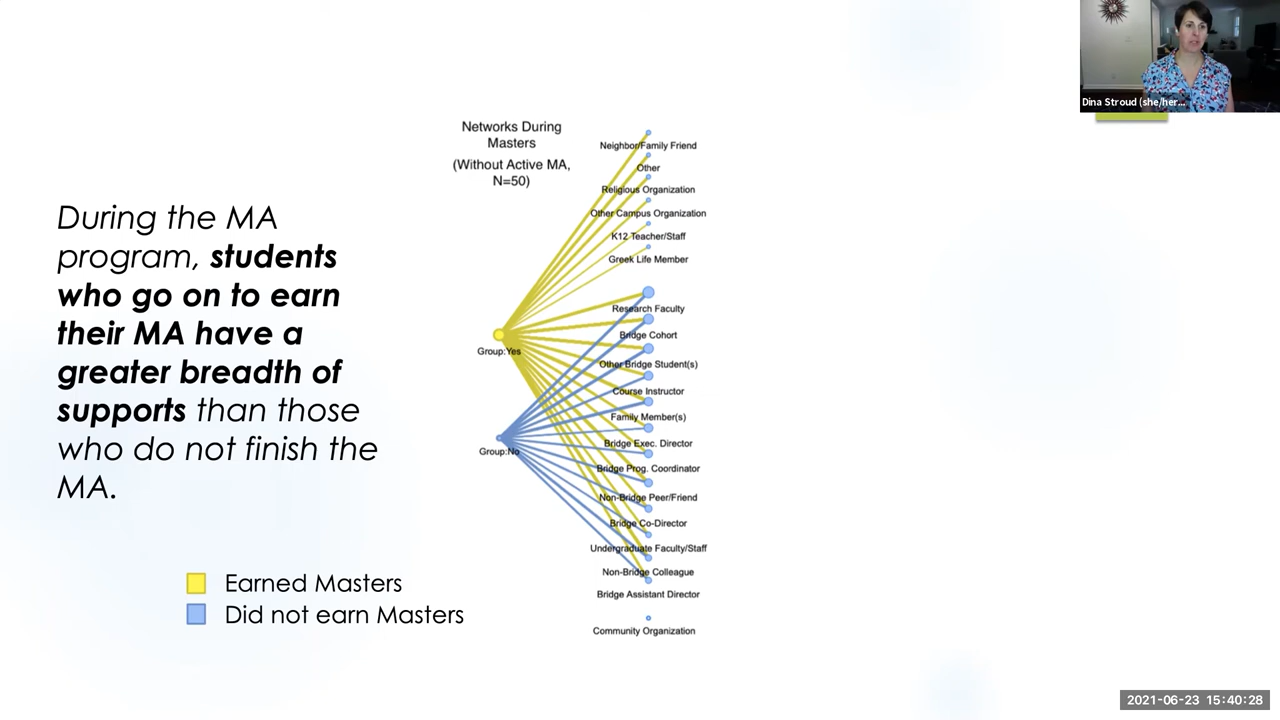 Dina Stroud (she/her...
Networks During
Masters
(Without Active MA,
N=50)
During the MA
program, students
who go on to earn
their MA have a
greater breadth of
supports than those
who do not finish the
MA.
Neighbor/Family Friend
Other
Religious Organization
Other Campus Organization
K12 Teacher/Staff
Greek Life Member
Research Faculty
Bridge Cohort
Group:Yes
Other Bridge Student(s)
Course Instructor
Family Member(s)
Bridge Exec. Director
Group:No
Bridge Prog. Coordinator
Non-Bridge Peer/Friend
Bridge Co-Director
Undergraduate Faculty/Staff
Non-Bridge Colleague
Bridge Assistant Director
Community Organization
Earned Masters
Did not earn Masters
2021-06-23 15:40:28